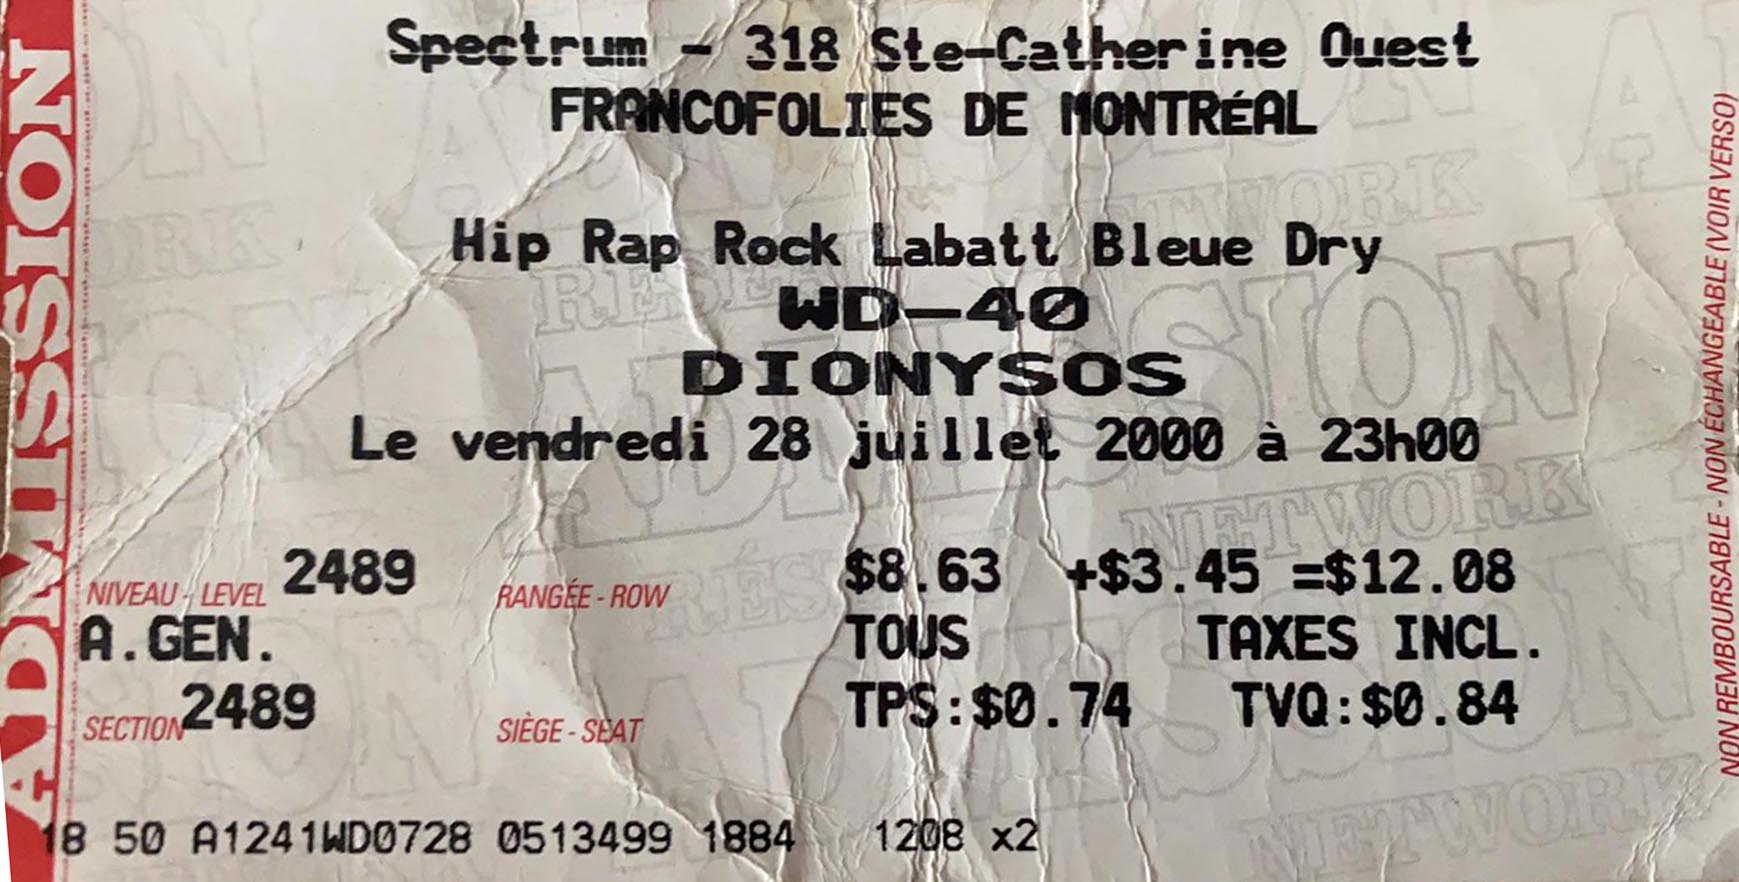 Spectrum - 318 Ste-Catherine Ouest
FRANCOFOLIES DE MONTRÉAL
Hip Rap Rock Labatt Bleue Dry
WD-40
DIONYSOS
Le vendredi 28 juillet 2000 à 23h00
NIVEAU - LEVEL 2489 RANGÉE - ROW $8.63 +$3.45 =$12.08
A.GEN. TOUS TAXES INCL.
SECTION 2489 SIÈGE - SEAT TPS:$0.74 TVQ:$0.84
18 50 A1241WD0728 0513499 1884 1208 x2
ADMISSION
NON REMBOURSABLE - NON ÉCHANGEABLE (VOIR VERSO)
ADMISSION
NETWORK